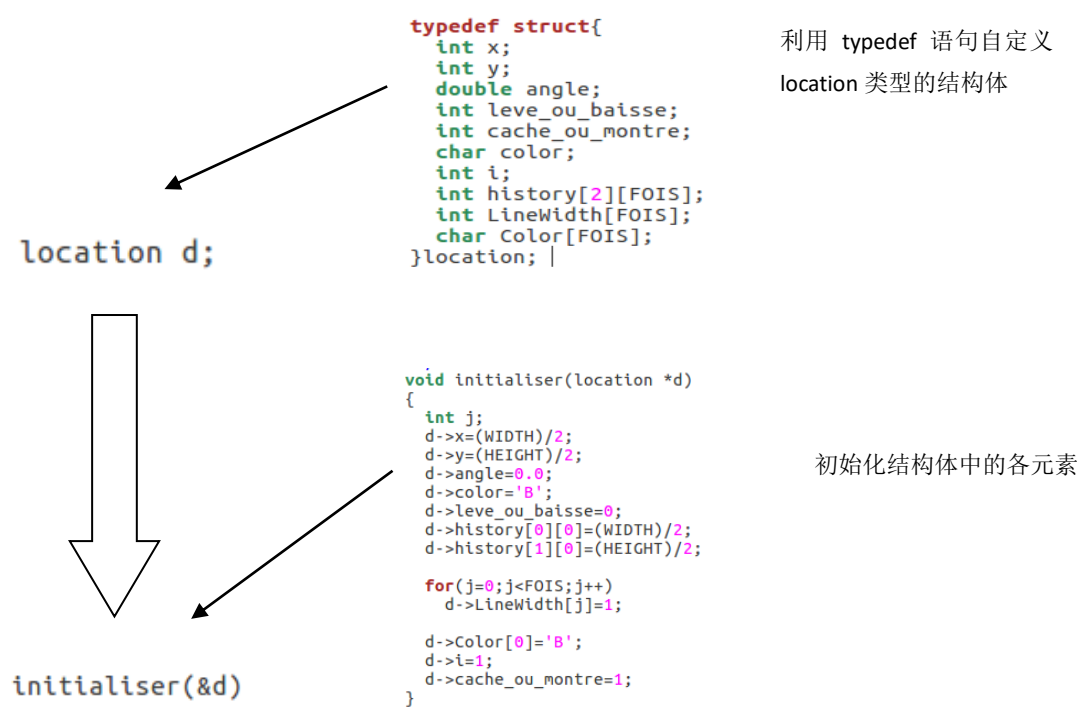 typedef struct{
int x;
int y;
double angle;
int leve_ou_baisse;
int cache_ou_montre;
char color;
int i;
int history[2][FOIS];
int LineWidth[FOIS];
char Color[FOIS];
}location;
利用 typedef 语句自定义
location 类型的结构体
location d;
void initialiser(location *d)
{
int j;
d->x=(WIDTH)/2;
d->y=(HEIGHT)/2;
d->angle=0.0;
d->color='B';
d->leve_ou_baisse=0;
d->history[0][0]=(WIDTH)/2;
d->history[1][0]=(HEIGHT)/2;
for(j=0;j<FOIS;j++)
d->LineWidth[j]=1;
d->Color[0]='B';
d->i=1;
d->cache_ou_montre=1;
}
初始化结构体中的各元素
initialiser(&d)